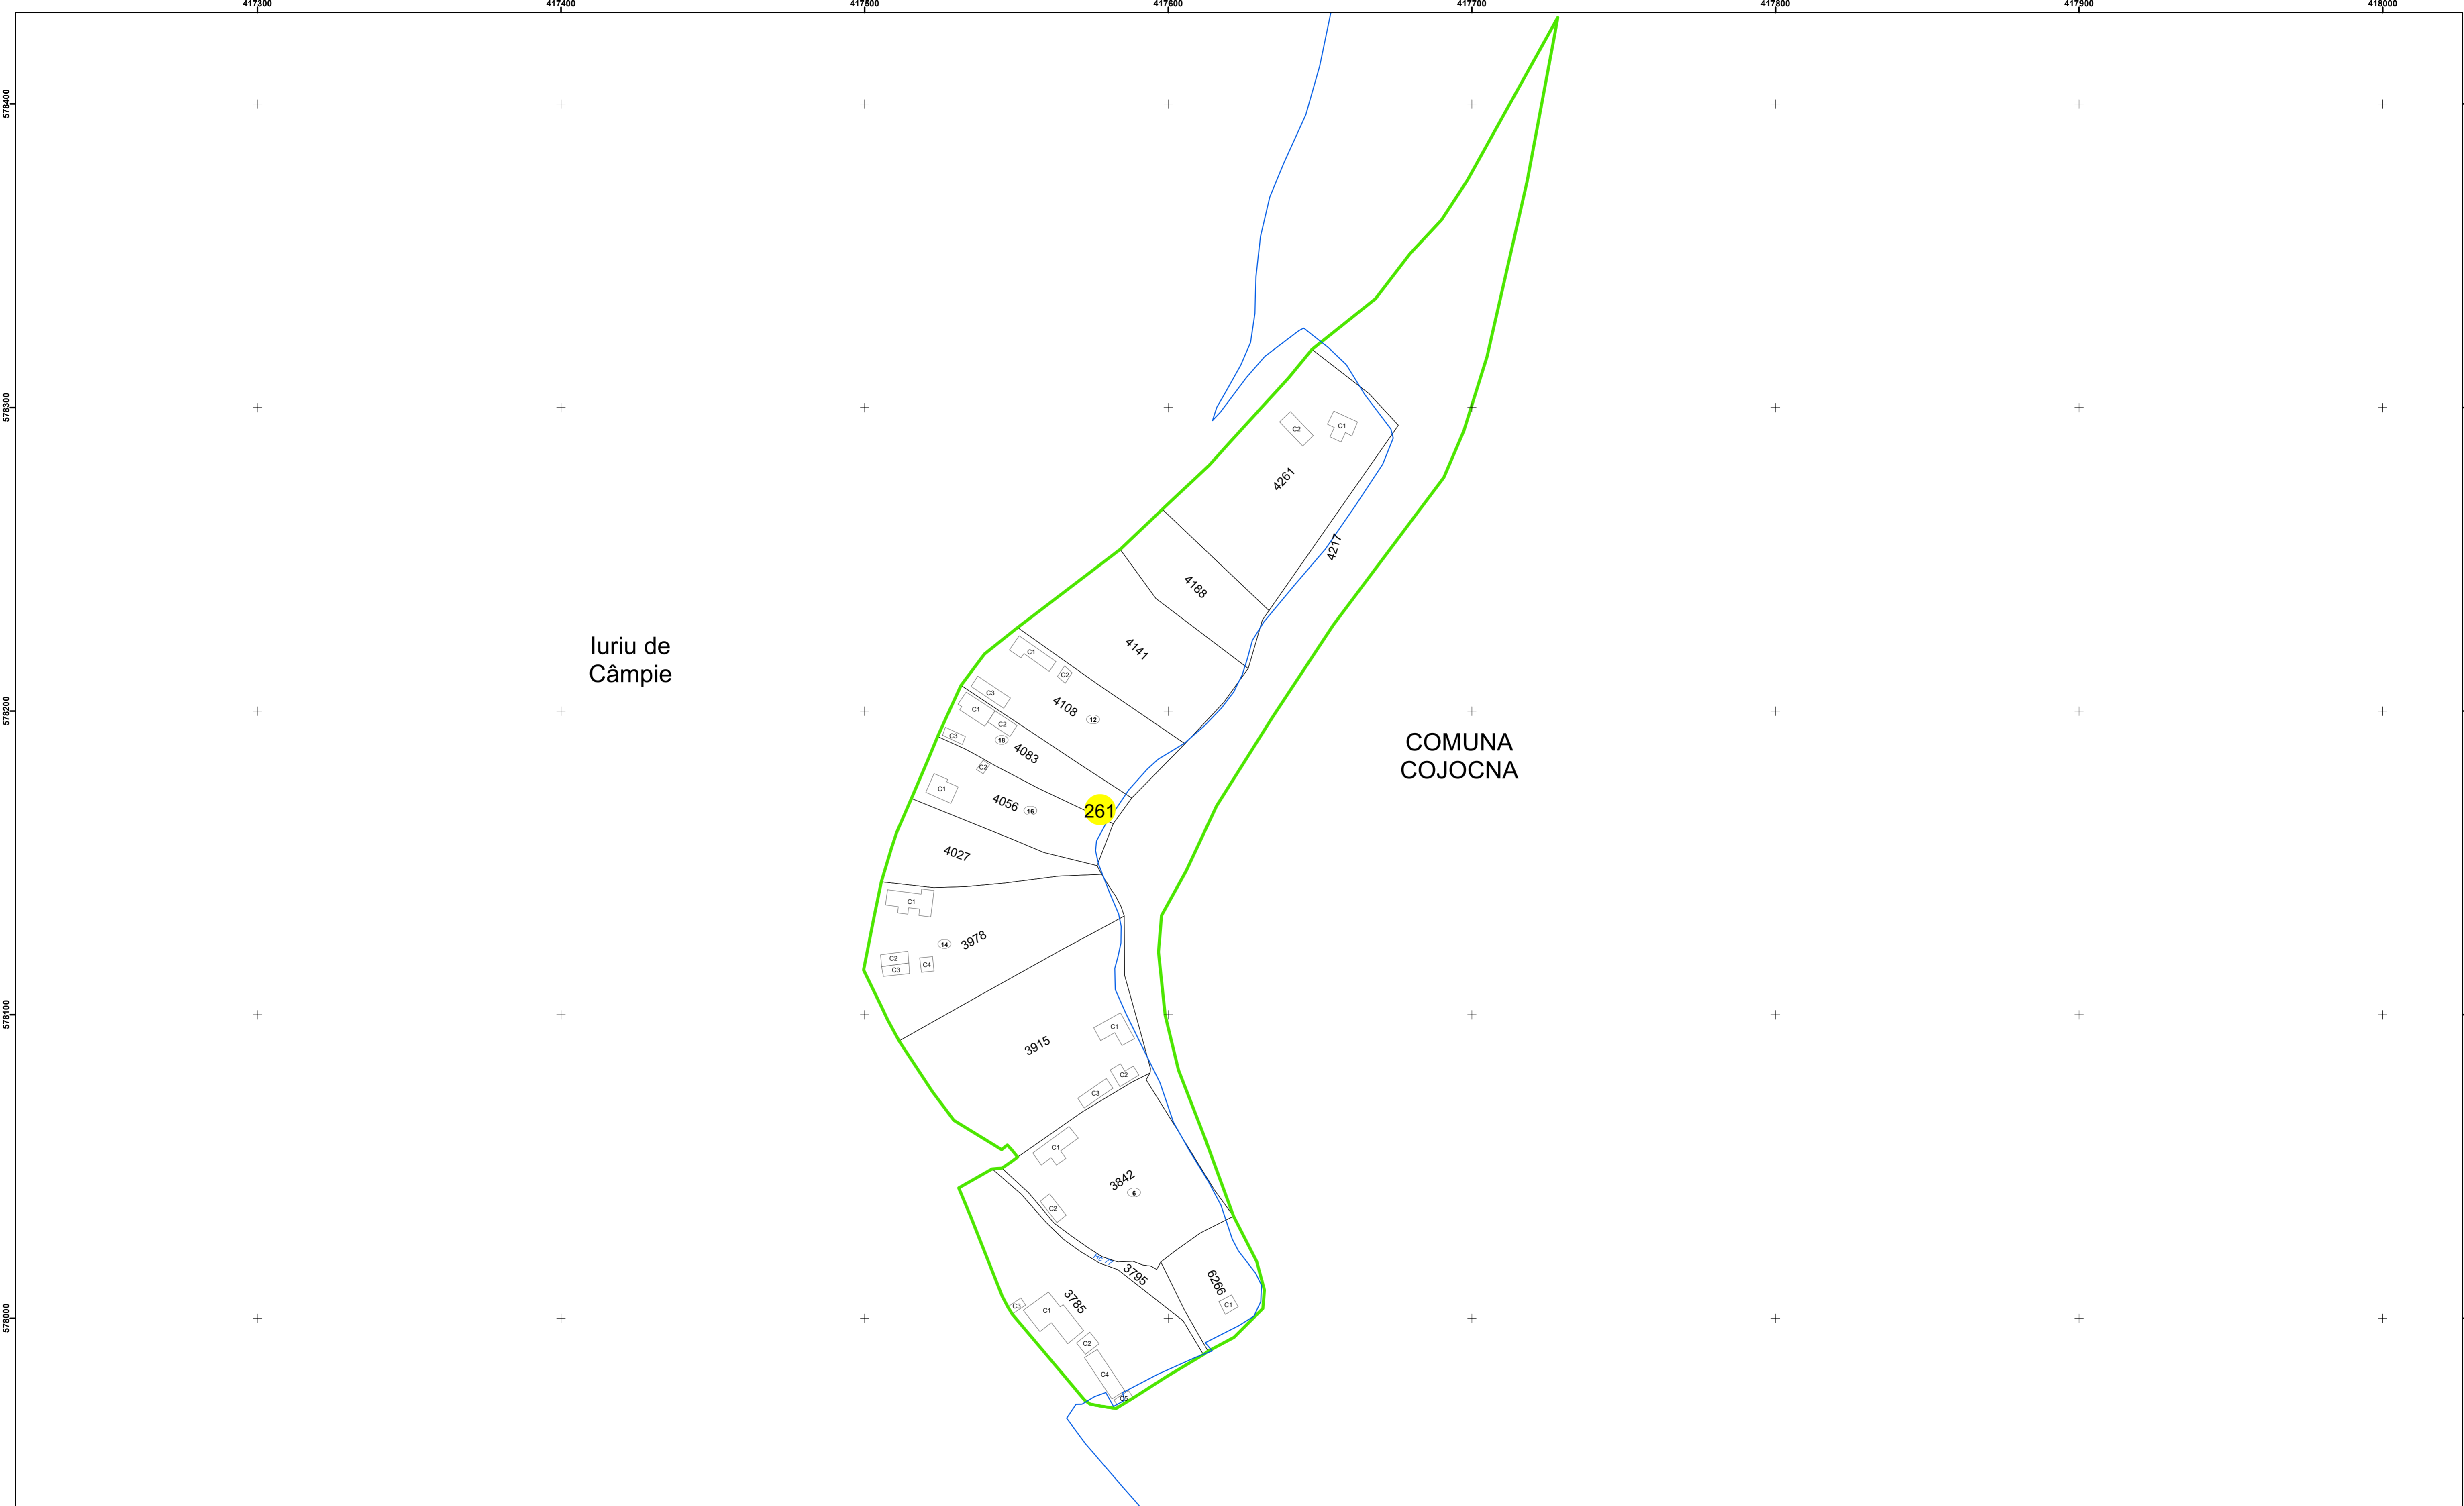 417300 417400 417500 417600 417700 417800 417900 418000
578400
578300
C2
C1
4261
4217
4188
Iuriu de
Câmpie
4141
C1
C2
C3
4108
12
578200
C1
C2
C3
18
4083
COMUNA
COJOCNA
C2
C1
4056
16
261
4027
C1
14
3978
C2
C3
C4
578100
C1
3915
C2
C3
C1
3842
6
C2
Hc 77
3795
6266
C1
578000
C3
C1
3785
C2
C4
C5